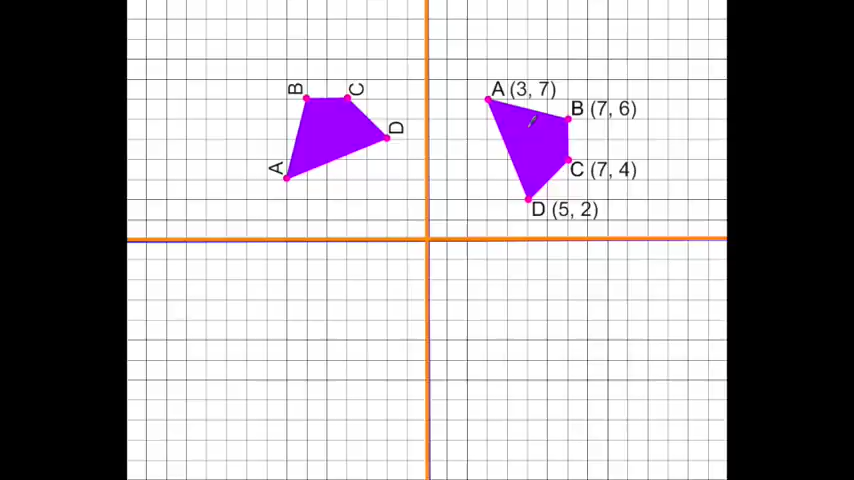 B
C
D
A
A (3, 7)
B (7, 6)
C (7, 4)
D (5, 2)